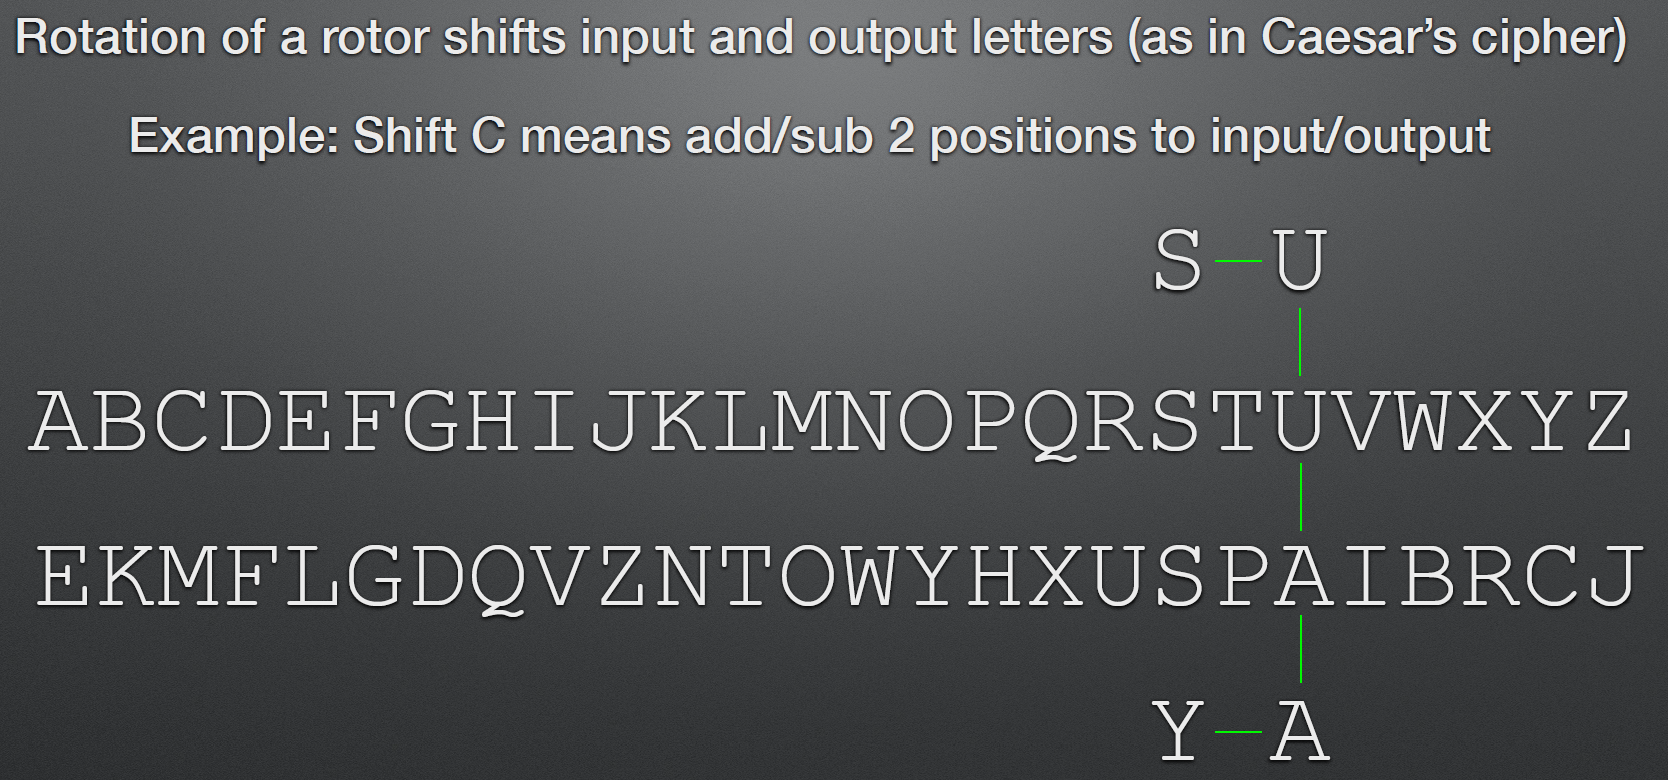 Rotation of a rotor shifts input and output letters (as in Caesar’s cipher)
Example: Shift C means add/sub 2 positions to input/output
S U
ABCDEFGHIJKLMNOPQRSTUVWXYZ
EKMFLGDQVZNTOWYHXUSPAIBRCJ
Y A